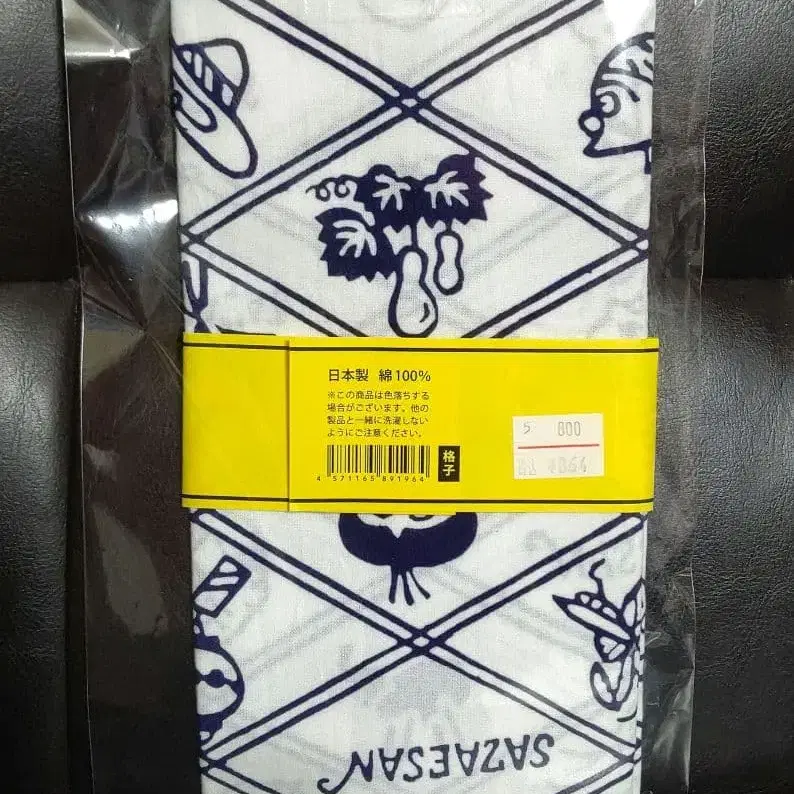 日本製 綿100%
※この商品は色落ちする
場合がございます。他の
製品と一緒に洗濯しない
ようにご注意ください。
4 571165 891964
格子
5 800
SAZAESAN